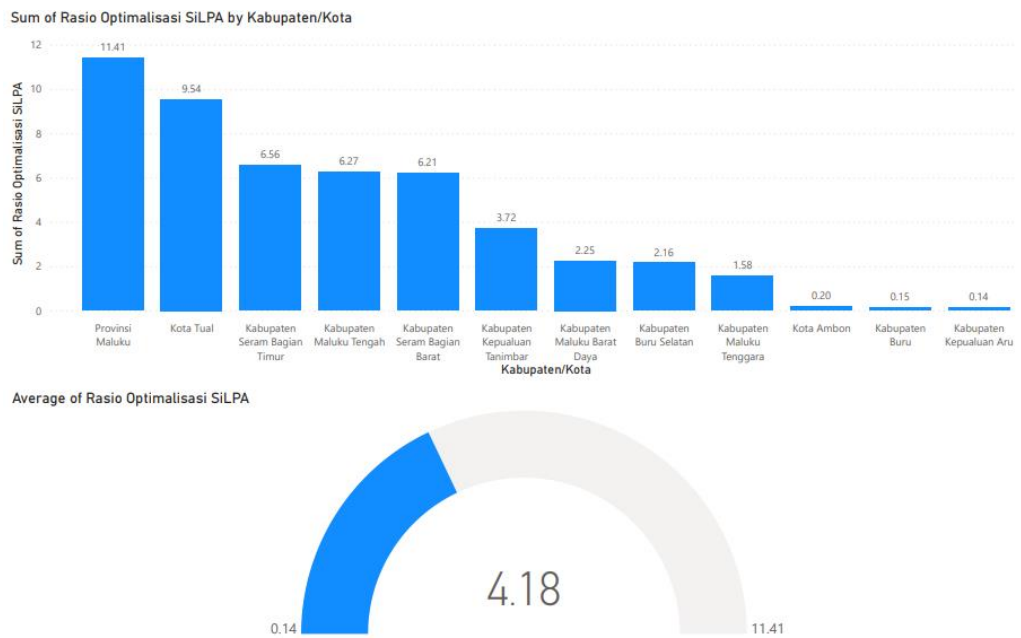 Sum of Rasio Optimalisasi SiLPA by Kabupaten/Kota
Sum of Rasio Optimalisasi SiLPA
12
10
8
6
4
2
0
11.41
9.54
6.56
6.27
6.21
3.72
2.25
2.16
1.58
0.20
0.15
0.14
Provinsi
Maluku
Kota Tual
Kabupaten
Seram Bagian
Timur
Kabupaten
Maluku Tengah
Kabupaten
Seram Bagian
Barat
Kabupaten
Kepualuan
Tanimbar
Kabupaten
Maluku Barat
Daya
Kabupaten
Buru Selatan
Kabupaten
Maluku
Tenggara
Kota Ambon
Kabupaten
Buru
Kabupaten
Kepualuan Aru
Kabupaten/Kota
Average of Rasio Optimalisasi SiLPA
4.18
0.14
11.41